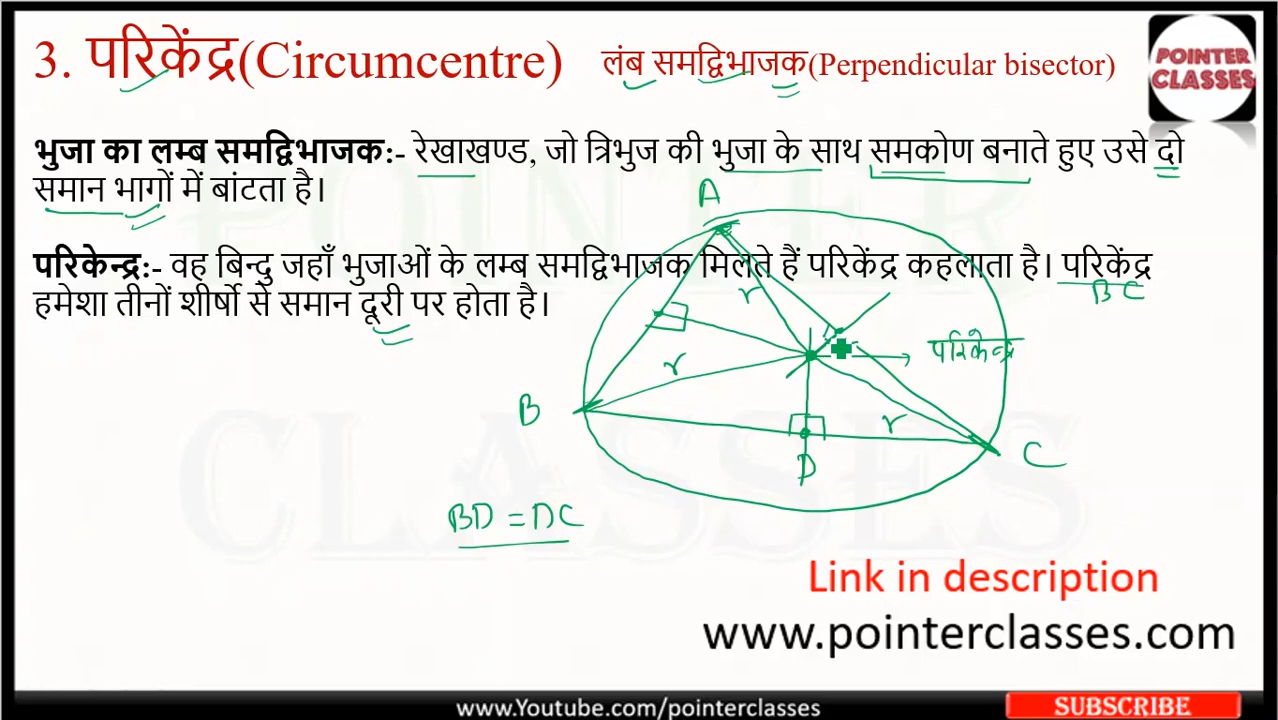 3. परिकेंद्र(Circumcentre) लंब समद्विभाजक(Perpendicular bisector)
POINTER
CLASSES
भुजा का लम्ब समद्विभाजक:- रेखाखण्ड, जो त्रिभुज की भुजा के साथ समकोण बनाते हुए उसे दो
समान भागों में बांटता है।
A
परिकेन्द्र:- वह बिन्दु जहाँ भुजाओं के लम्ब समद्विभाजक मिलते हैं परिकेंद्र कहलाता है। परिकेंद्र
हमेशा तीनों शीर्षो से समान दूरी पर होता है।
BC
r
परिकेन्द्र
r
B
r
D
C
BD = DC
POINTER
CLASSES
Link in description
www.pointerclasses.com
www.Youtube.com/pointerclasses
SUBSCRIBE